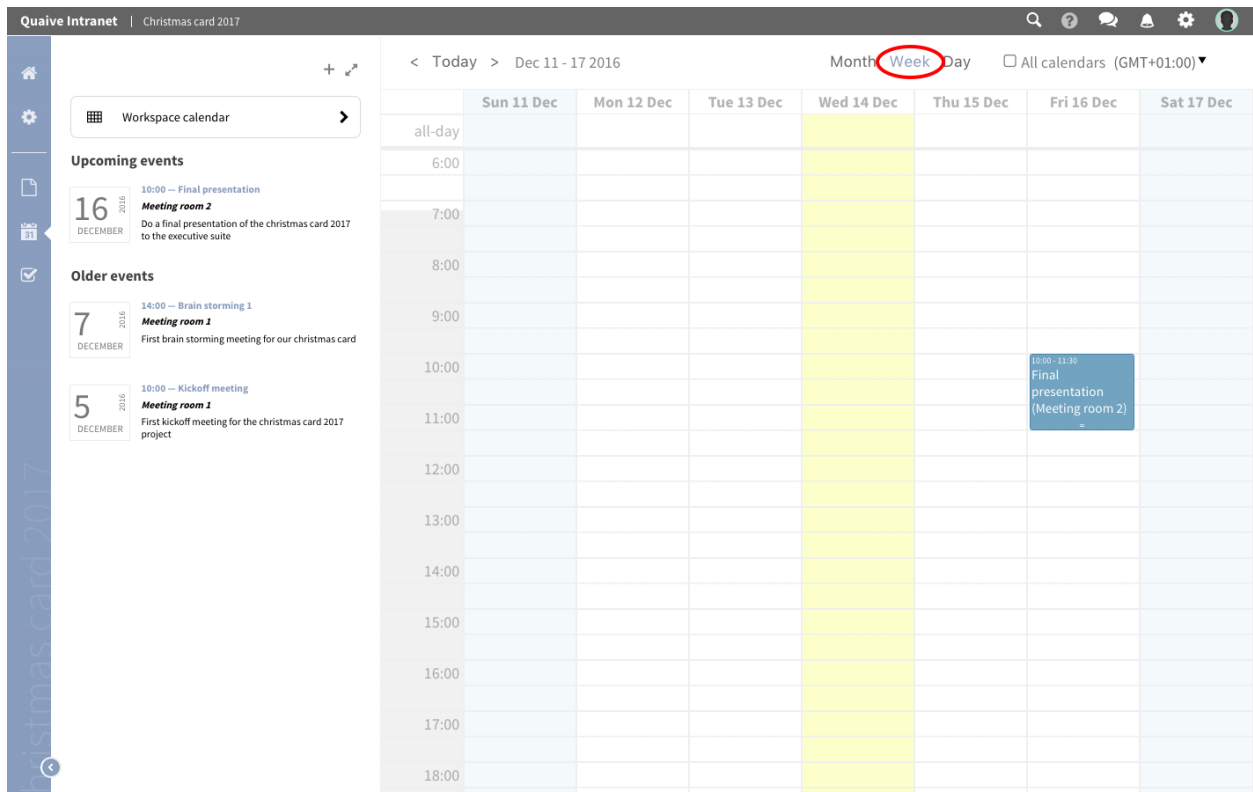 Quaive Intranet | Christmas card 2017
< Today > Dec 11 - 17 2016 Month Week Day All calendars (GMT+01:00)
Workspace calendar
Upcoming events
16 2016 DECEMBER
10:00 — Final presentation
Meeting room 2
Do a final presentation of the christmas card 2017
to the executive suite
Older events
7 2016 DECEMBER
14:00 — Brain storming 1
Meeting room 1
First brain storming meeting for our christmas card
5 2016 DECEMBER
10:00 — Kickoff meeting
Meeting room 1
First kickoff meeting for the christmas card 2017
project
31
hristmas card 2017
Sun 11 Dec Mon 12 Dec Tue 13 Dec Wed 14 Dec Thu 15 Dec Fri 16 Dec Sat 17 Dec
all-day
6:00
7:00
8:00
9:00
10:00
10:00 - 11:30
Final
presentation
(Meeting room 2)
11:00
12:00
13:00
14:00
15:00
16:00
17:00
18:00